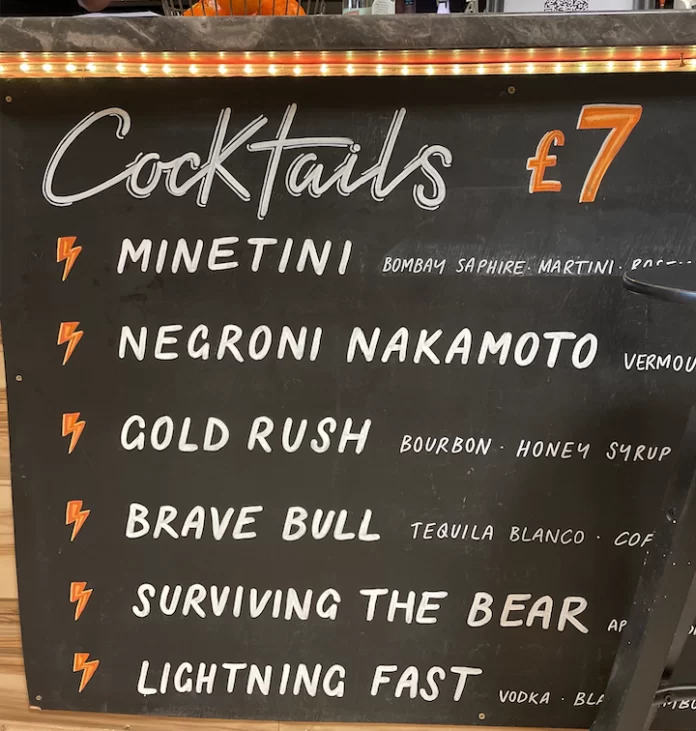 Cocktails £7
MINETINI BOMBAY SAPHIRE · MARTINI ·
NEGRONI NAKAMOTO
GOLD RUSH BOURBON · HONEY SYRUP
BRAVE BULL TEQUILA BLANCO ·
SURVIVING THE BEAR
LIGHTNING FAST VODKA ·